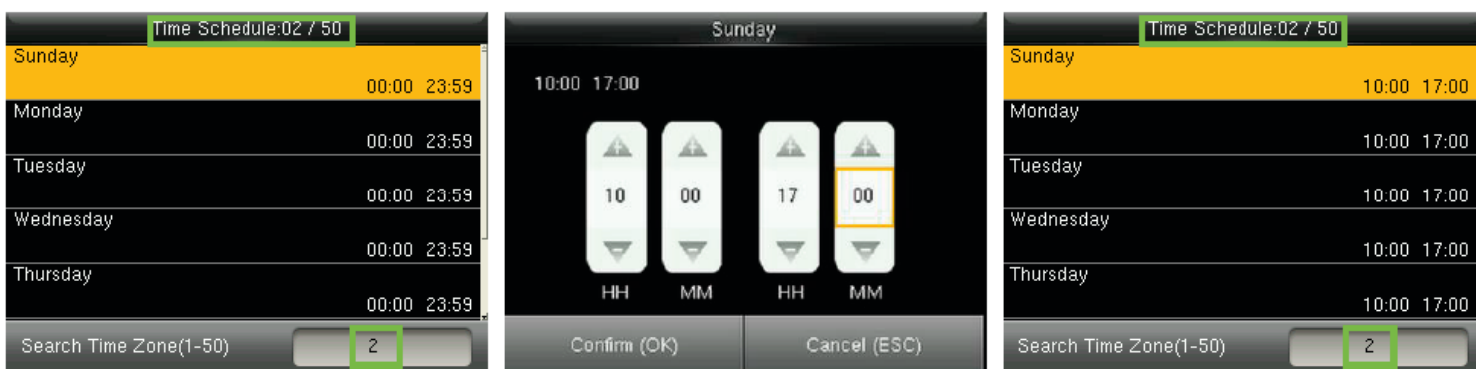 Time Schedule:02 / 50
Sunday
00:00 23:59
Monday
00:00 23:59
Tuesday
00:00 23:59
Wednesday
00:00 23:59
Thursday
00:00 23:59
Search Time Zone(1-50) 2
Sunday
10:00 17:00
10 00 17 00
HH MM HH MM
Confirm (OK) Cancel (ESC)
Time Schedule:02 / 50
Sunday
10:00 17:00
Monday
10:00 17:00
Tuesday
10:00 17:00
Wednesday
10:00 17:00
Thursday
10:00 17:00
Search Time Zone(1-50) 2